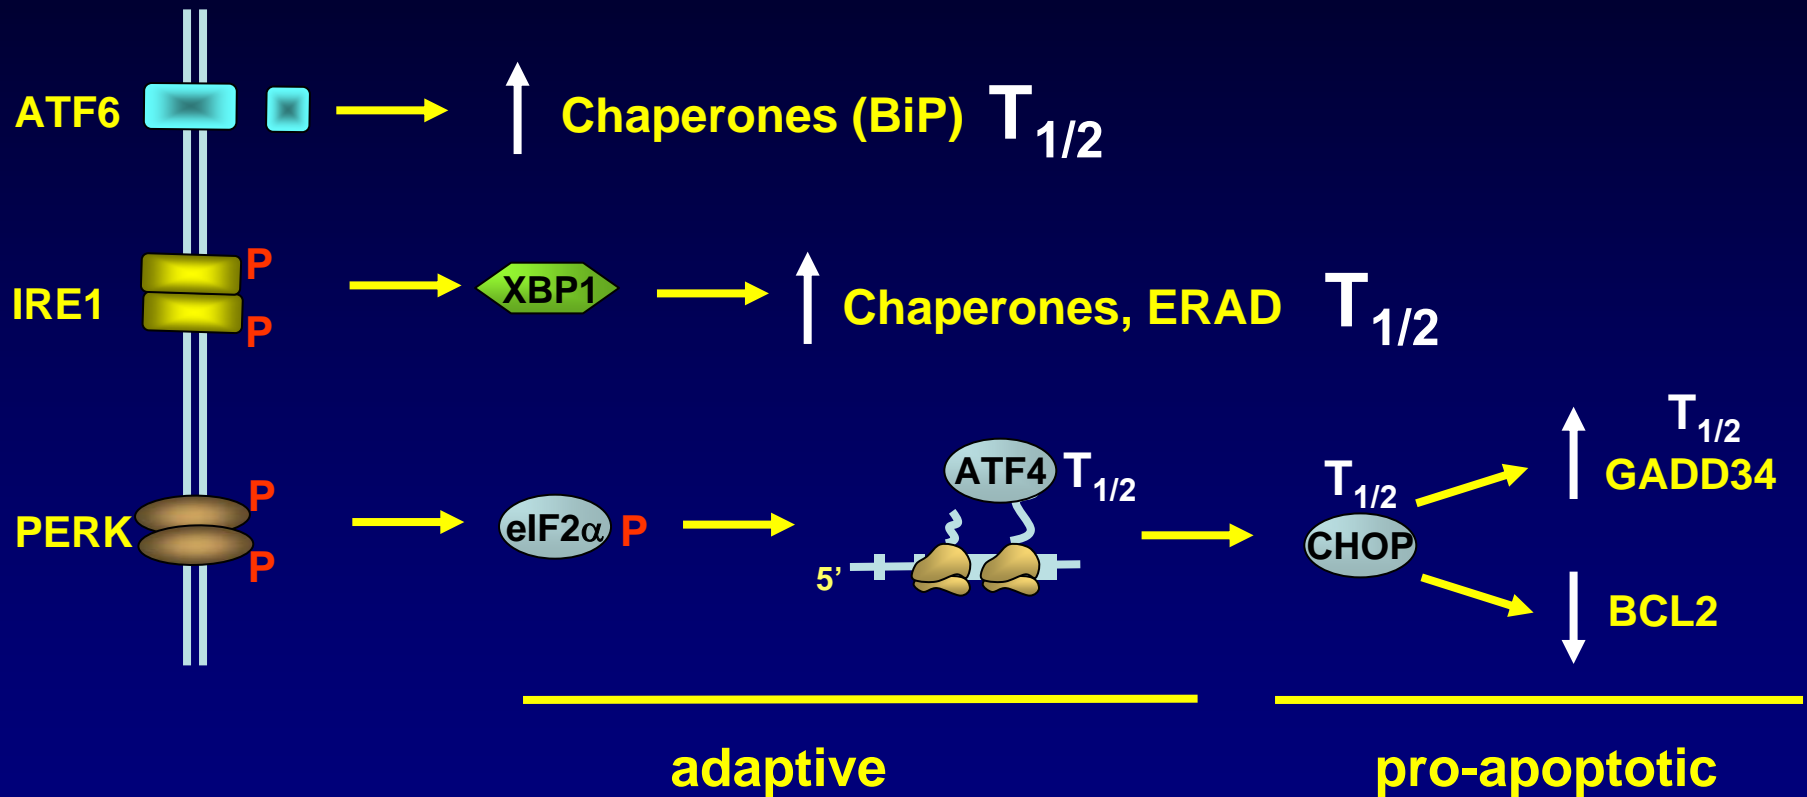 ATF6
Chaperones (BiP) T1/2
P
XBP1
IRE1
Chaperones, ERAD T1/2
P
T1/2
ATF4 T1/2
T1/2
GADD34
P
PERK
eIF2α P
CHOP
P
5’
BCL2
adaptive
pro-apoptotic